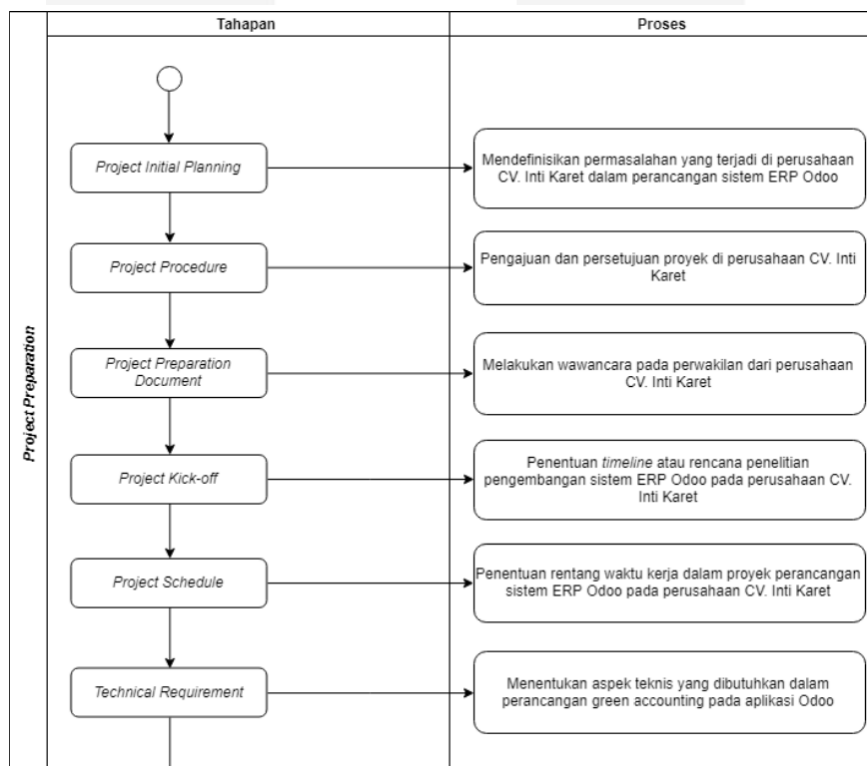 Tahapan
Proses
Project Preparation
Project Initial Planning
Mendefinisikan permasalahan yang terjadi di perusahaan
CV. Inti Karet dalam perancangan sistem ERP Odoo
Project Procedure
Pengajuan dan persetujuan proyek di perusahaan CV. Inti
Karet
Project Preparation
Document
Melakukan wawancara pada perwakilan dari perusahaan
CV. Inti Karet
Project Kick-off
Penentuan timeline atau rencana penelitian
pengembangan sistem ERP Odoo pada perusahaan CV.
Inti Karet
Project Schedule
Penentuan rentang waktu kerja dalam proyek perancangan
sistem ERP Odoo pada perusahaan CV. Inti Karet
Technical Requirement
Menentukan aspek teknis yang dibutuhkan dalam
perancangan green accounting pada aplikasi Odoo